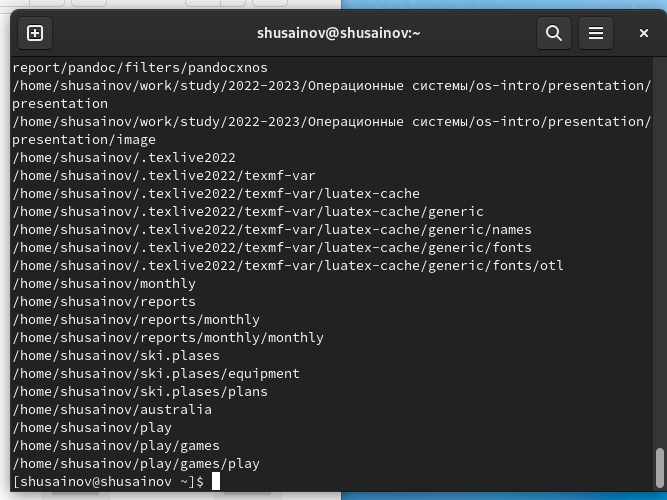 shusainov@shusainov:~
report/pandoc/filters/pandocxnos
/home/shusainov/work/study/2022-2023/Операционные системы/os-intro/presentation/
presentation
/home/shusainov/work/study/2022-2023/Операционные системы/os-intro/presentation/
presentation/image
/home/shusainov/.texlive2022
/home/shusainov/.texlive2022/texmf-var
/home/shusainov/.texlive2022/texmf-var/luatex-cache
/home/shusainov/.texlive2022/texmf-var/luatex-cache/generic
/home/shusainov/.texlive2022/texmf-var/luatex-cache/generic/names
/home/shusainov/.texlive2022/texmf-var/luatex-cache/generic/fonts
/home/shusainov/.texlive2022/texmf-var/luatex-cache/generic/fonts/otl
/home/shusainov/monthly
/home/shusainov/reports
/home/shusainov/reports/monthly
/home/shusainov/reports/monthly/monthly
/home/shusainov/ski.plases
/home/shusainov/ski.plases/equipment
/home/shusainov/ski.plases/plans
/home/shusainov/australia
/home/shusainov/play
/home/shusainov/play/games
/home/shusainov/play/games/play
[shusainov@shusainov ~]$